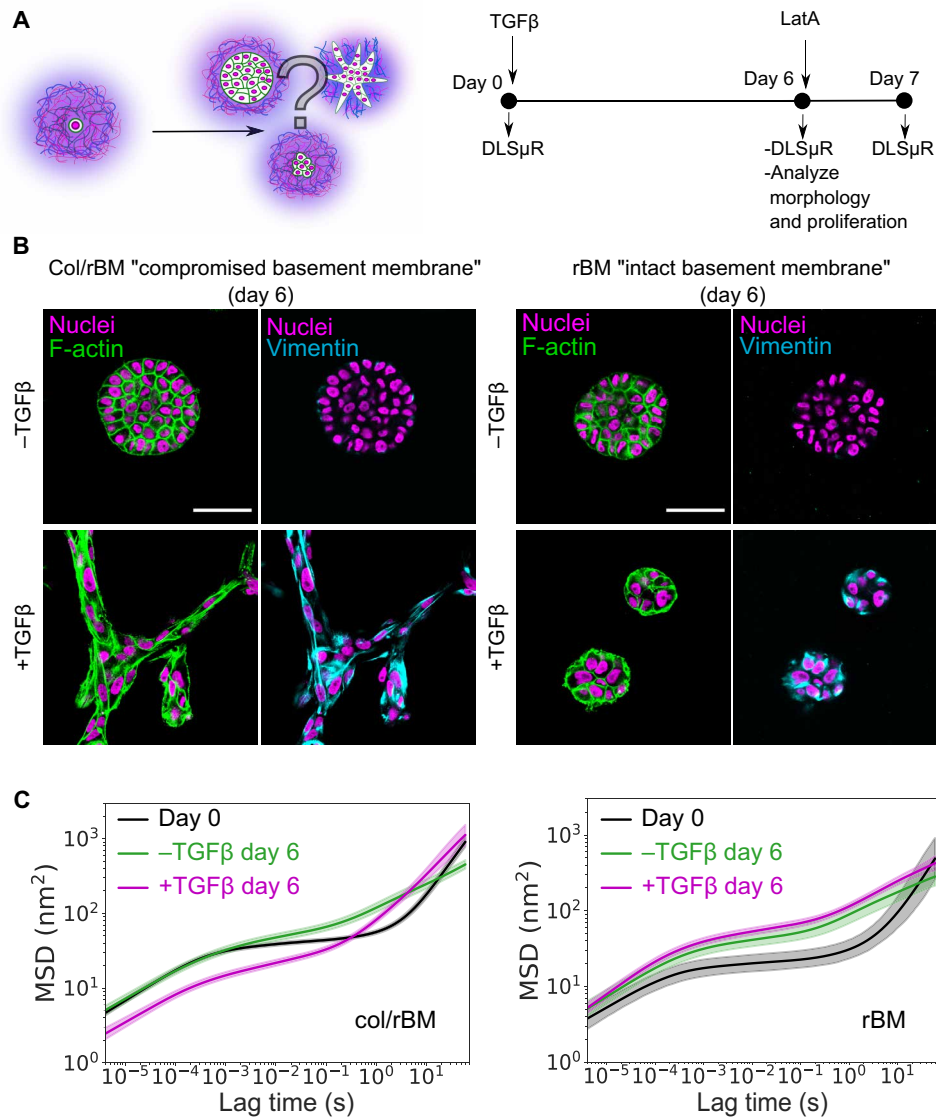 A
?
TGFβ
LatA
Day 0
Day 6
Day 7
DLSμR
-DLSμR
-Analyze
morphology
and proliferation
DLSμR
B
Col/rBM "compromised basement membrane"
(day 6)
rBM "intact basement membrane"
(day 6)
–TGFβ
Nuclei
F-actin
Nuclei
Vimentin
–TGFβ
Nuclei
F-actin
Nuclei
Vimentin
+TGFβ
+TGFβ
C
MSD (nm²)
10³
10²
10¹
10⁰
Day 0
–TGFβ day 6
+TGFβ day 6
col/rBM
10⁻⁵ 10⁻⁴ 10⁻³ 10⁻² 10⁻¹ 10⁰ 10¹
Lag time (s)
MSD (nm²)
10³
10²
10¹
10⁰
Day 0
–TGFβ day 6
+TGFβ day 6
rBM
10⁻⁵ 10⁻⁴ 10⁻³ 10⁻² 10⁻¹ 10⁰ 10¹
Lag time (s)